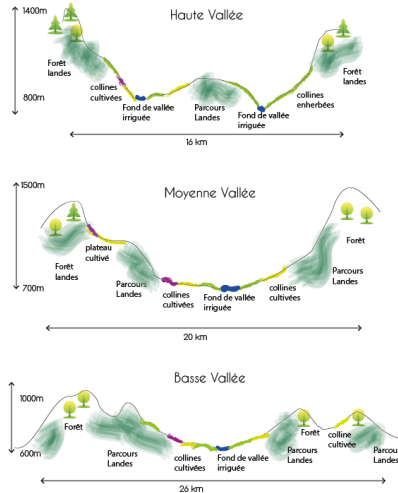 Haute Vallée
1400m
800m
Forêt
landes
collines
cultivées
Fond de vallée
irriguée
Parcours
Landes
Fond de vallée
irriguée
collines
enherbées
Forêt
landes
16 km
Moyenne Vallée
1500m
700m
Forêt
landes
plateau
cultivé
Parcours
Landes
collines
cultivées
Fond de vallée
irriguée
collines
cultivées
Parcours
Landes
Forêt
20 km
Basse Vallée
1000m
600m
Forêt
Parcours
Landes
collines
cultivées
Fond de vallée
irriguée
Parcours
Landes
Forêt
colline
cultivée
Parcou
Landes
26 km